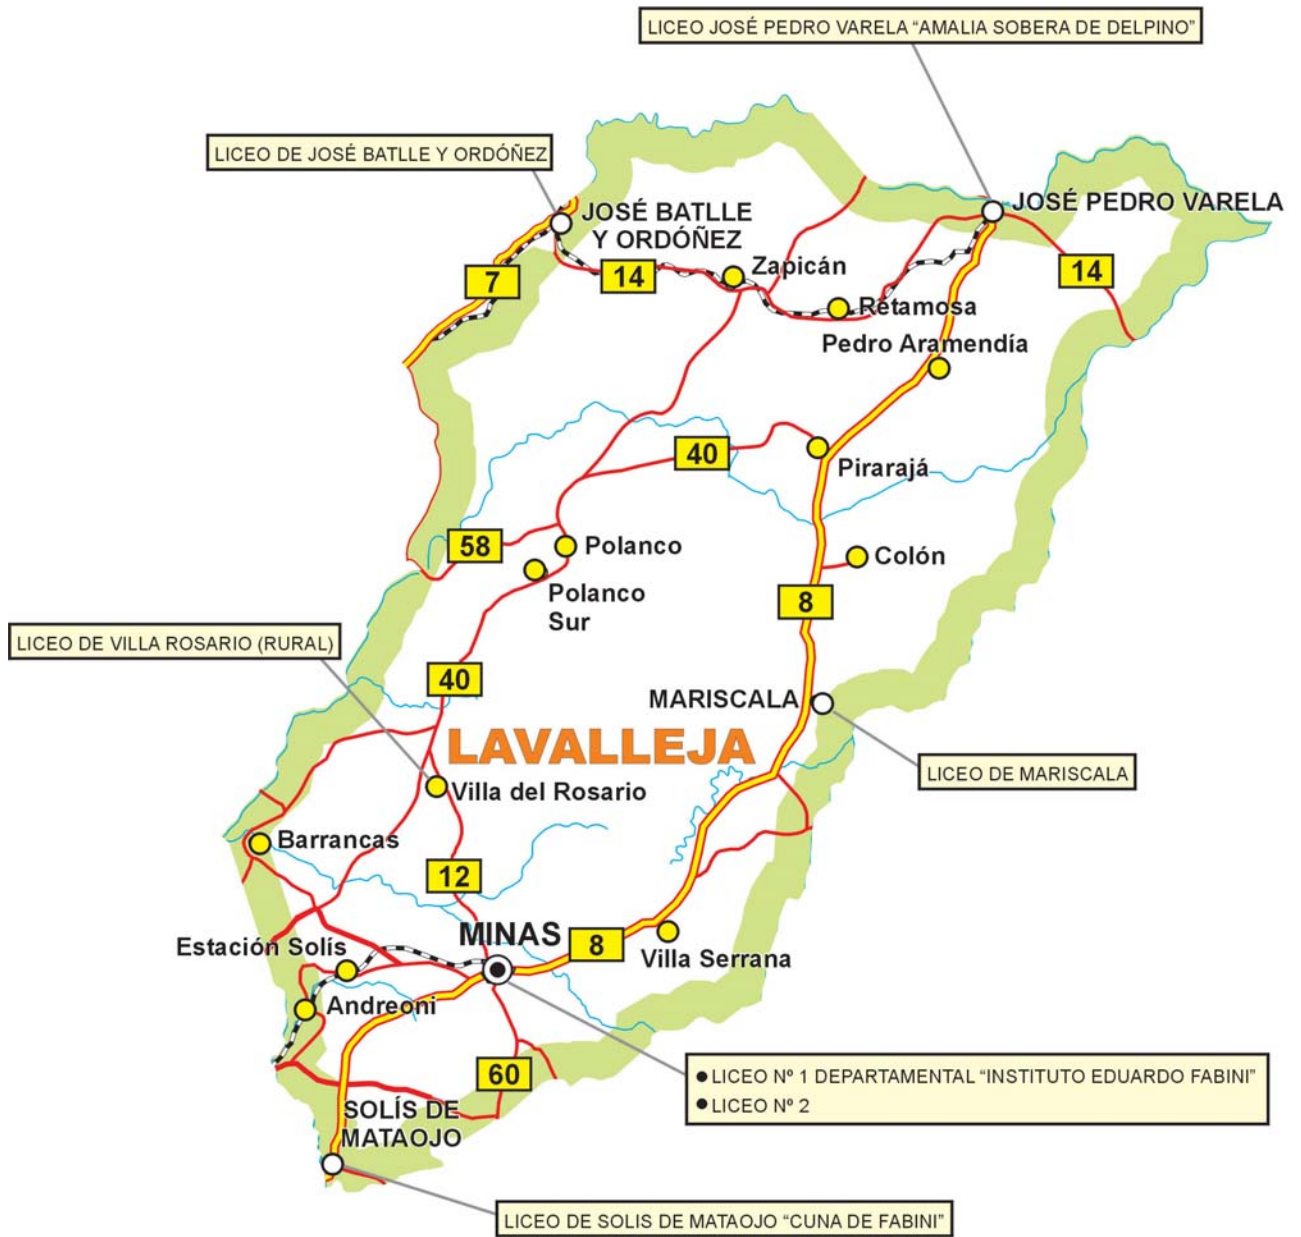 LICEO JOSÉ PEDRO VARELA “AMALIA SOBERA DE DELPINO”
LICEO DE JOSÉ BATLLE Y ORDÓÑEZ
JOSÉ PEDRO VARELA
JOSÉ BATLLE
Y ORDÓÑEZ
7
14
Zapicán
14
Retamosa
Pedro Aramendía
40
Pirarajá
58
Polanco
Colón
Polanco
Sur
8
LICEO DE VILLA ROSARIO (RURAL)
40
MARISCALA
LAVALLEJA
LICEO DE MARISCALA
Villa del Rosario
Barrancas
12
MINAS
8
Estación Solís
Villa Serrana
Andreoni
60
● LICEO Nº 1 DEPARTAMENTAL “INSTITUTO EDUARDO FABINI”
● LICEO Nº 2
SOLÍS DE
MATAOJO
LICEO DE SOLIS DE MATAOJO “CUNA DE FABINI”